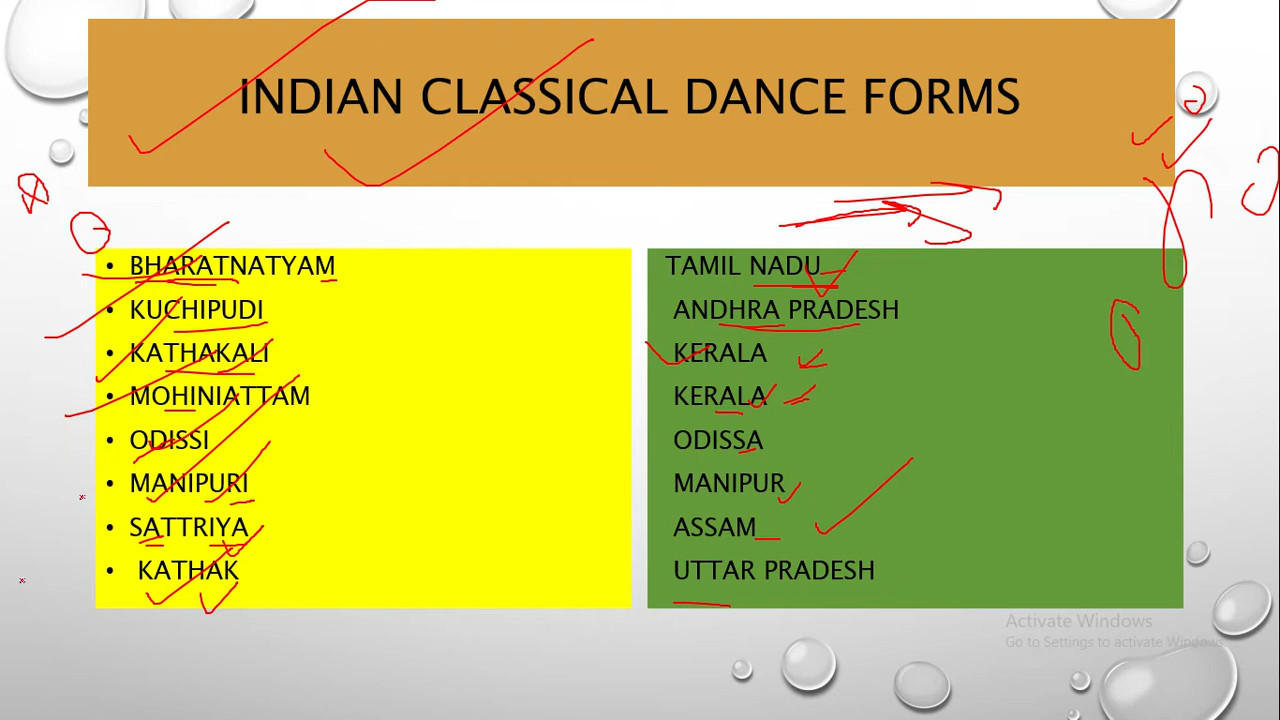 INDIAN CLASSICAL DANCE FORMS
• BHARATNATYAM
• KUCHIPUDI
• KATHAKALI
• MOHINIATTAM
• ODISSI
• MANIPURI
• SATTRIYA
• KATHAK
TAMIL NADU
ANDHRA PRADESH
KERALA
KERALA
ODISSA
MANIPUR
ASSAM
UTTAR PRADESH
Activate Windows
Go to Settings to activate Windows.